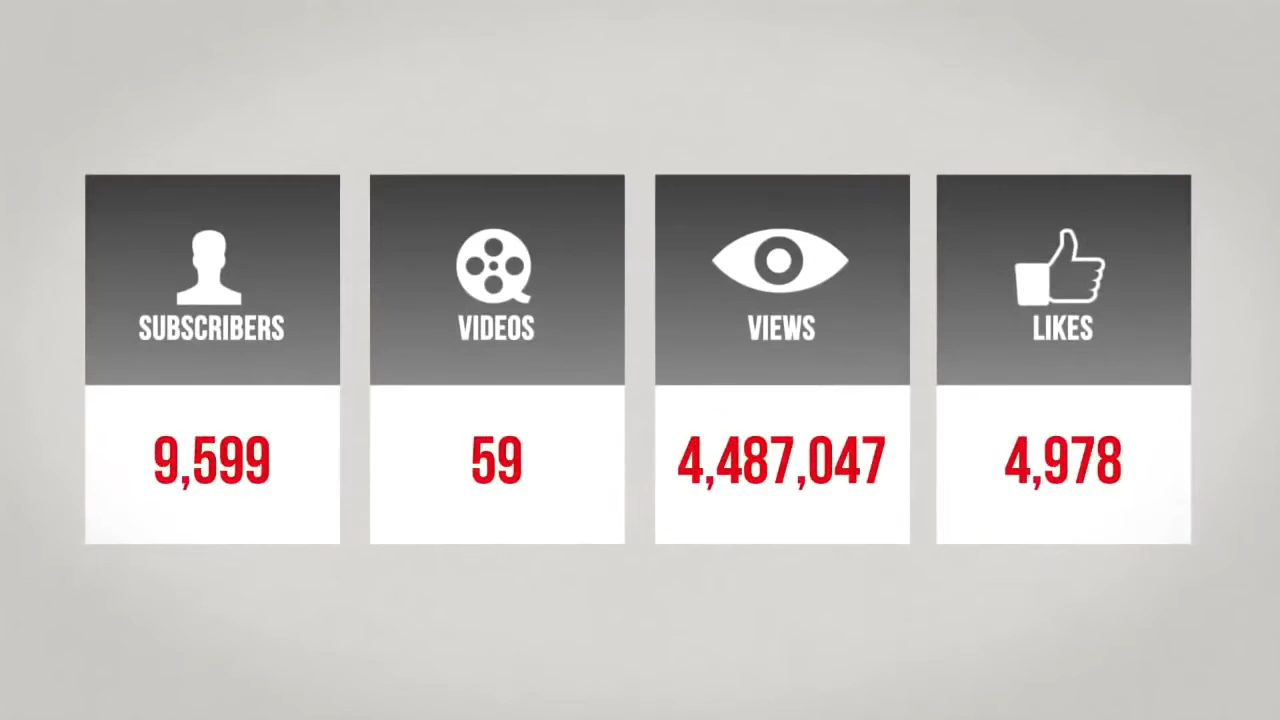 SUBSCRIBERS
9,599
VIDEOS
59
VIEWS
4,487,047
LIKES
4,978